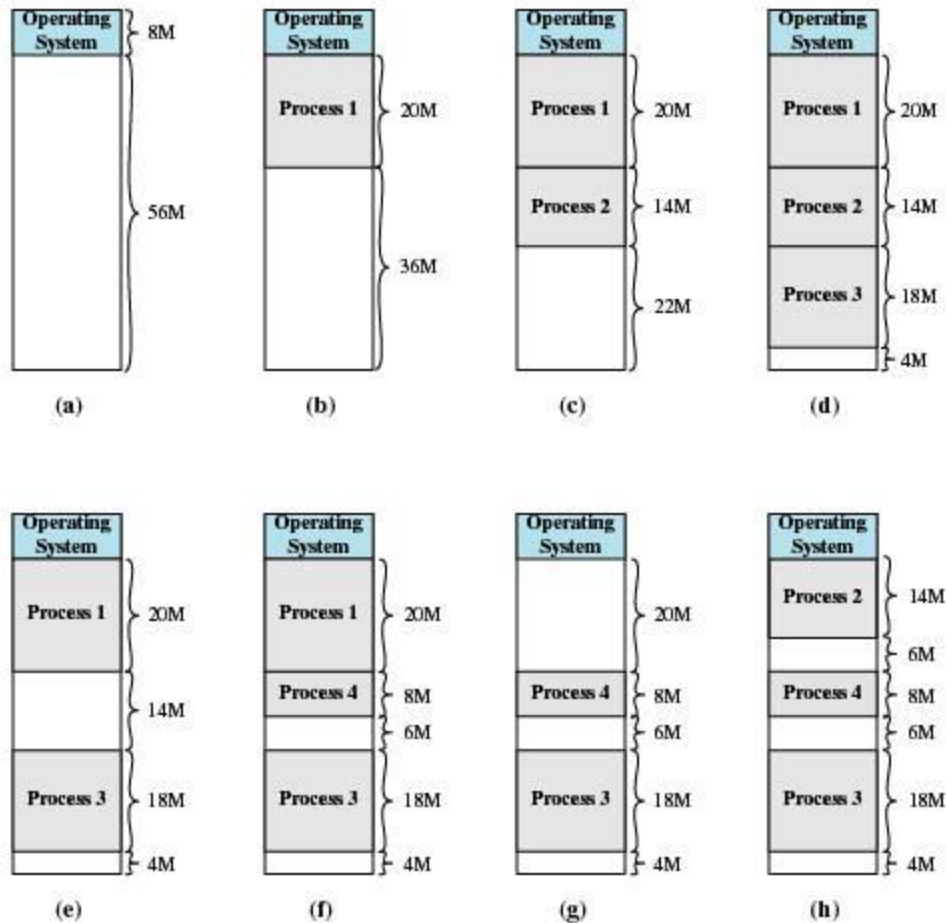 Operating
System
8M
56M
(a)
Operating
System
Process 1
20M
36M
(b)
Operating
System
Process 1
20M
Process 2
14M
22M
(c)
Operating
System
Process 1
20M
Process 2
14M
Process 3
18M
4M
(d)
Operating
System
Process 1
20M
14M
Process 3
18M
4M
(e)
Operating
System
Process 1
20M
Process 4
8M
6M
Process 3
18M
4M
(f)
Operating
System
20M
Process 4
8M
6M
Process 3
18M
4M
(g)
Operating
System
Process 2
14M
6M
Process 4
8M
6M
Process 3
18M
4M
(h)